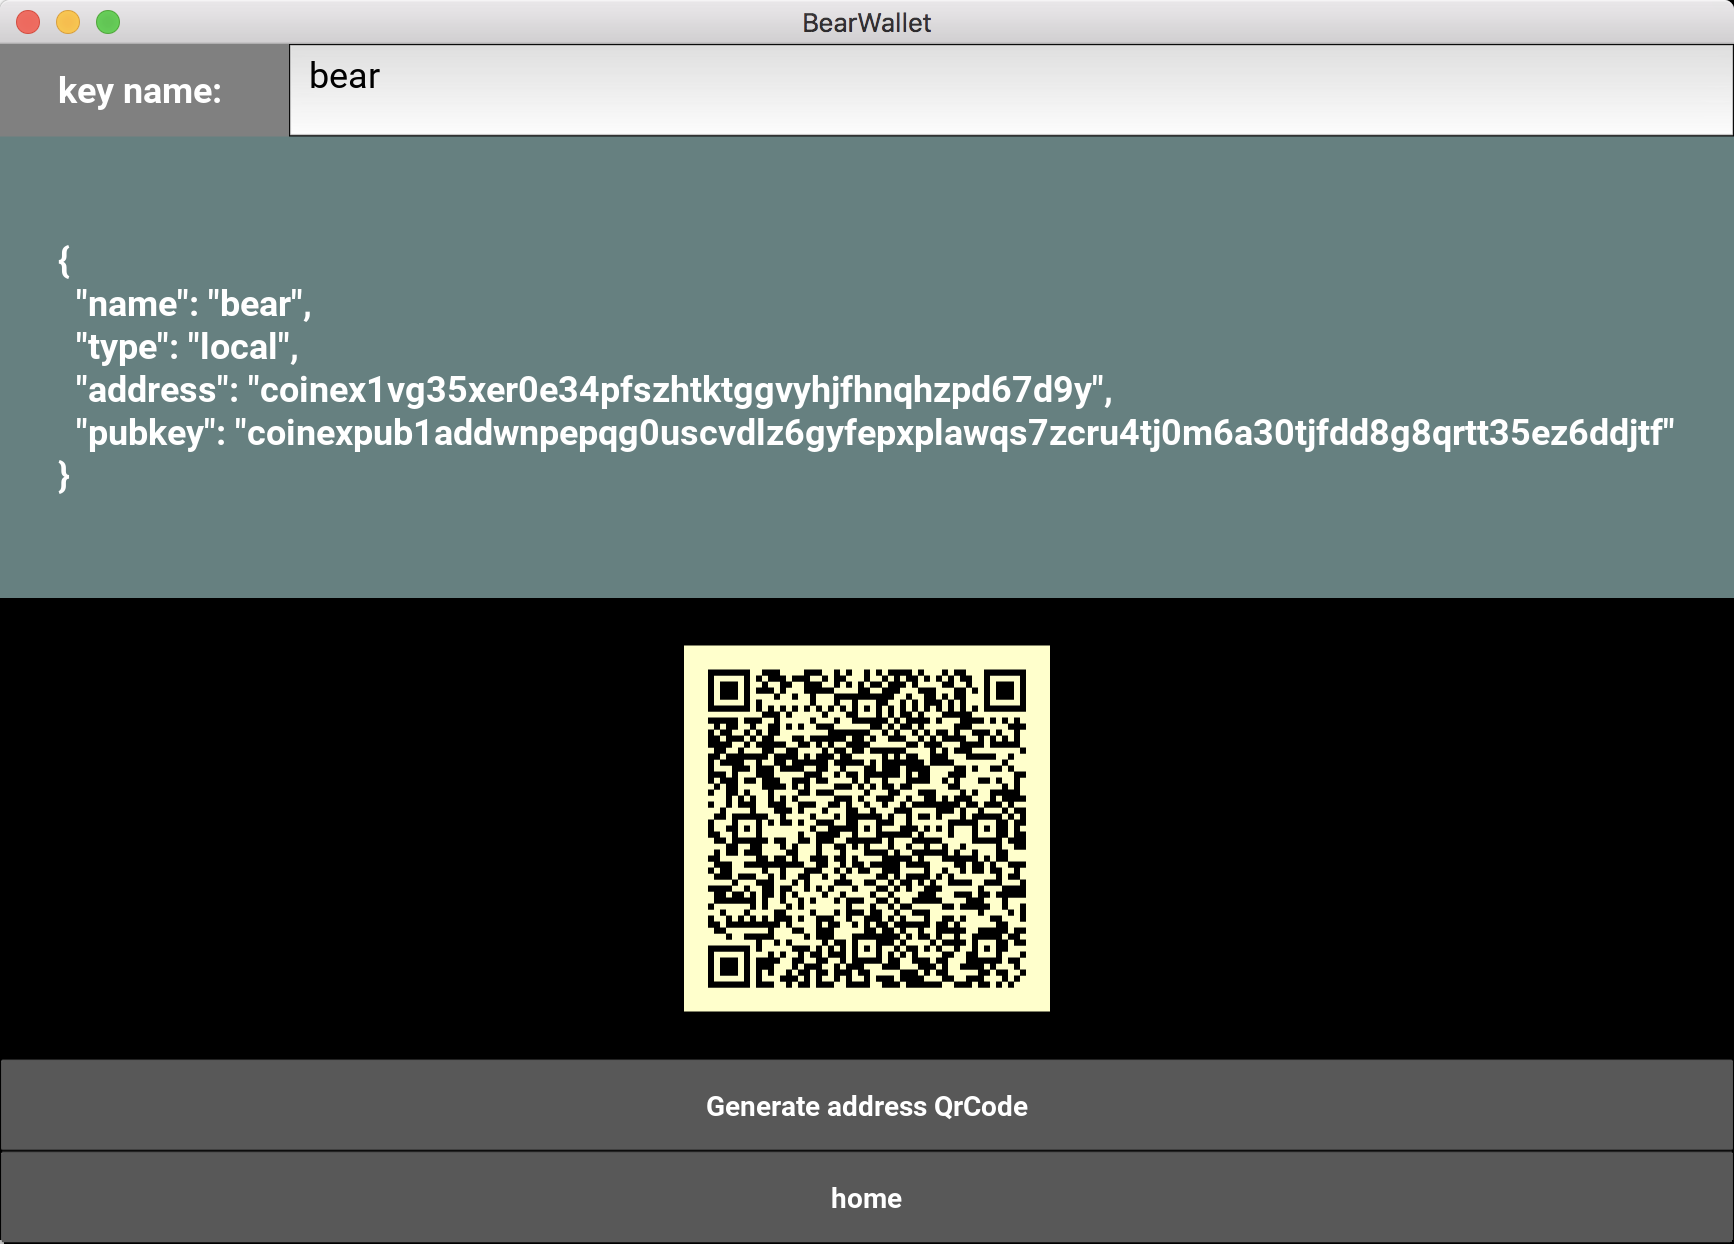 BearWallet
key name:
bear
{
"name": "bear",
"type": "local",
"address": "coinex1vg35xer0e34pfszhtktggvyhjfhnqhzpd67d9y",
"pubkey": "coinexpub1addwnpepqg0uscvdlz6gyfepxplawqs7zcru4tj0m6a30tjfdd8g8qrtt35ez6ddjtf"
}
Generate address QrCode
home